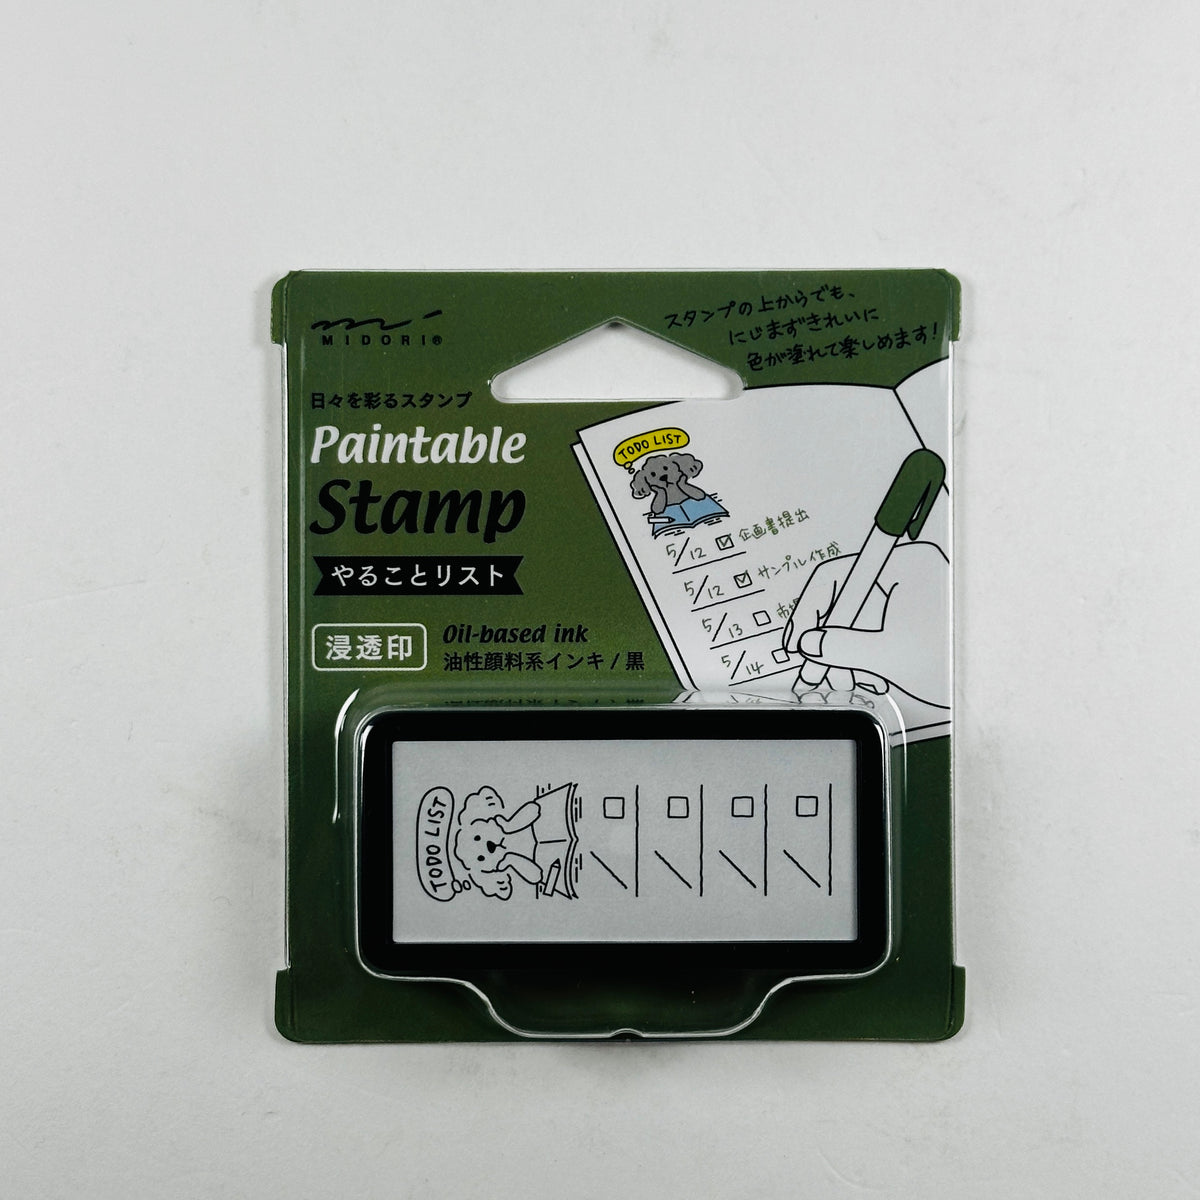 MIDORI®
スタンプの上からでも、
にじまずきれいに
色が塗れて楽しめます!
日々を彩るスタンプ
Paintable
Stamp
やることリスト
浸透印
Oil-based ink
油性顔料系インキ / 黒
TODO LIST
5/12 企画書提出
5/12 サンプル作成
5/13 市場
5/14
TODO LIST